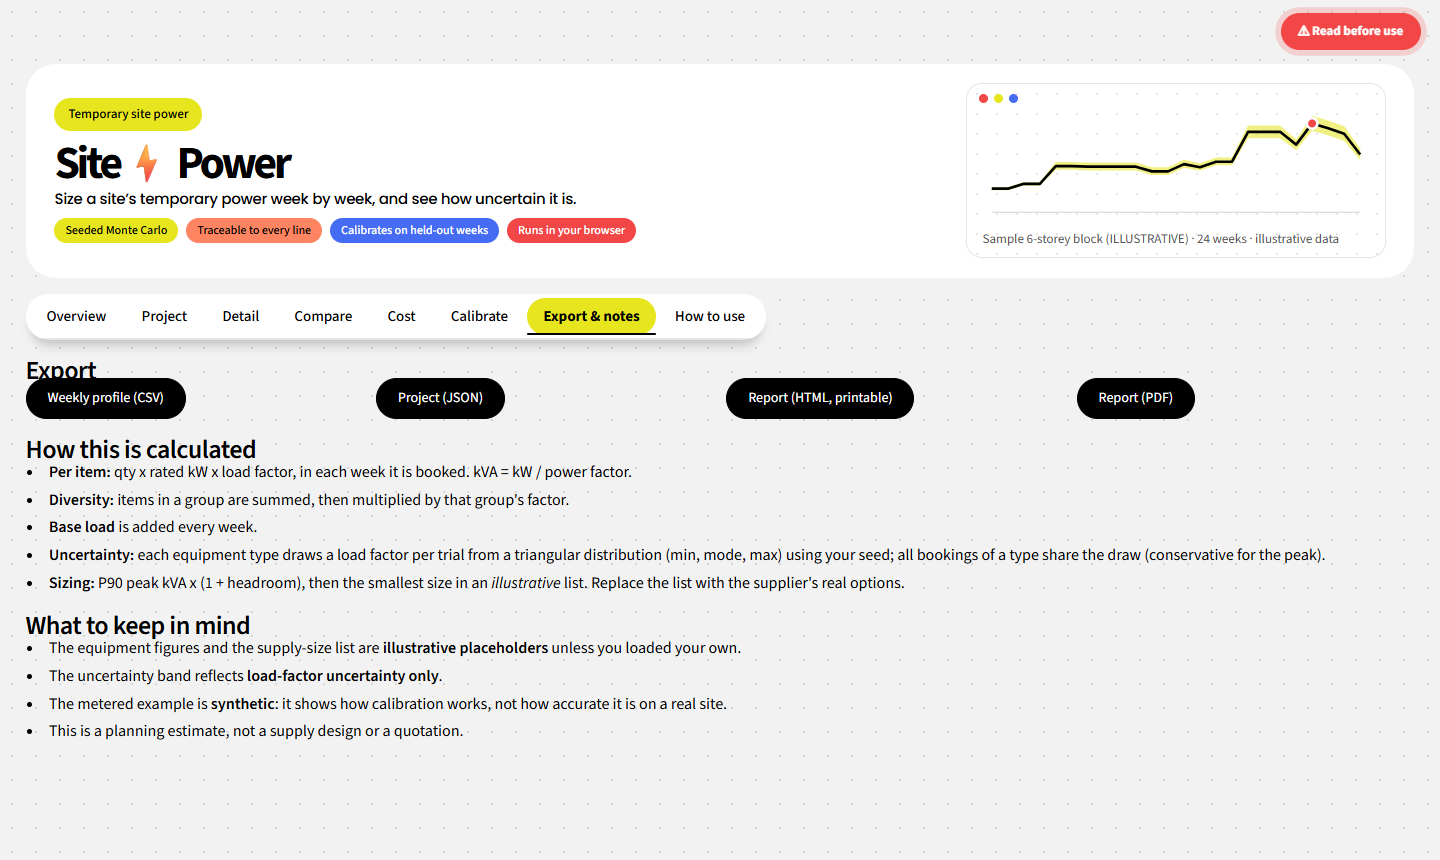 ⚠ Read before use
Temporary site power
Site ⚡ Power
Size a site's temporary power week by week, and see how uncertain it is.
Seeded Monte Carlo
Traceable to every line
Calibrates on held-out weeks
Runs in your browser
Sample 6-storey block (ILLUSTRATIVE) · 24 weeks · illustrative data
Overview
Project
Detail
Compare
Cost
Calibrate
Export & notes
How to use
Export
Weekly profile (CSV)
Project (JSON)
Report (HTML, printable)
Report (PDF)
How this is calculated
• Per item: qty x rated kW x load factor, in each week it is booked. kVA = kW / power factor.
• Diversity: items in a group are summed, then multiplied by that group's factor.
• Base load is added every week.
• Uncertainty: each equipment type draws a load factor per trial from a triangular distribution (min, mode, max) using your seed; all bookings of a type share the draw (conservative for the peak).
• Sizing: P90 peak kVA x (1 + headroom), then the smallest size in an illustrative list. Replace the list with the supplier's real options.
What to keep in mind
• The equipment figures and the supply-size list are illustrative placeholders unless you loaded your own.
• The uncertainty band reflects load-factor uncertainty only.
• The metered example is synthetic: it shows how calibration works, not how accurate it is on a real site.
• This is a planning estimate, not a supply design or a quotation.